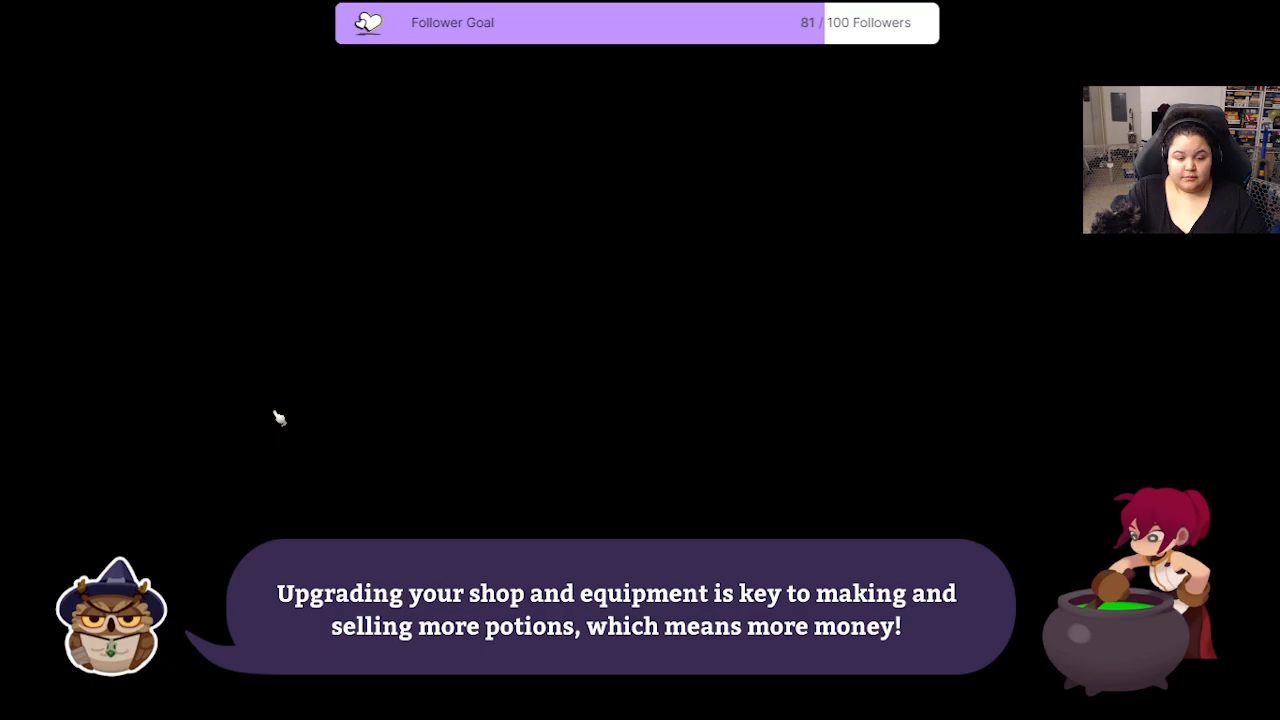 Follower Goal 81 / 100 Followers
Upgrading your shop and equipment is key to making and
selling more potions, which means more money!